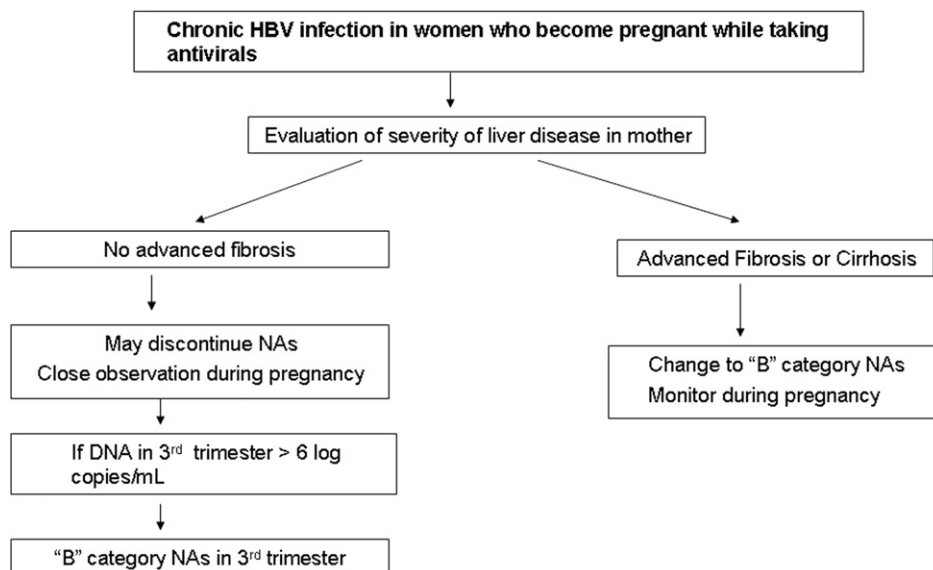 Chronic HBV infection in women who become pregnant while taking
antivirals
Evaluation of severity of liver disease in mother
No advanced fibrosis
Advanced Fibrosis or Cirrhosis
May discontinue NAs
Close observation during pregnancy
Change to “B” category NAs
Monitor during pregnancy
If DNA in 3rd trimester > 6 log
copies/mL
“B” category NAs in 3rd trimester